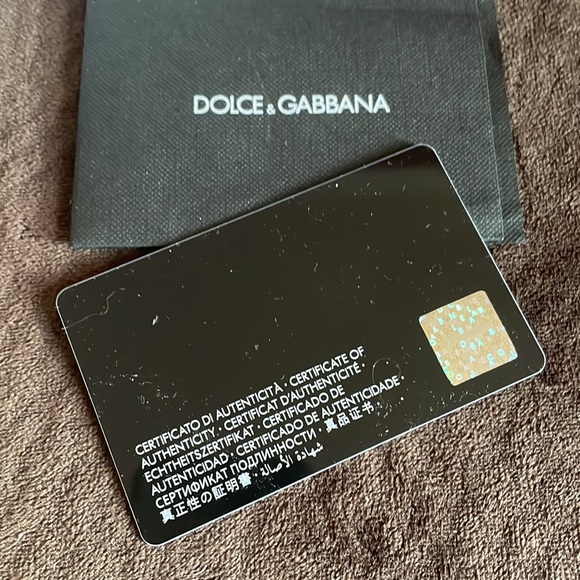 DOLCE & GABBANA
CERTIFICATO DI AUTENTICITÀ · CERTIFICATE OF
AUTHENTICITY · CERTIFICAT D'AUTHENTICITÉ ·
ECHTHEITSZERTIFIKAT · CERTIFICADO DE
AUTENTICIDAD · CERTIFICADO DE AUTENTICIDADE ·
СЕРТИФИКАТ ПОДЛИННОСТИ · 真品证书 ·
真正性の証明書 · شهادة الأصالة ·